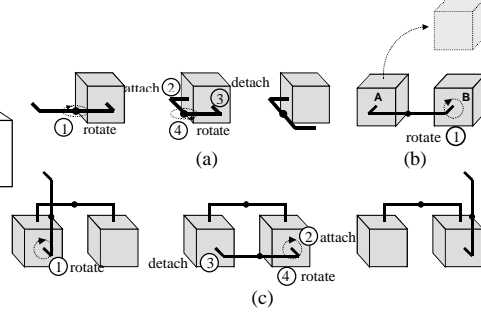 attach ② detach
③
A B
① rotate ④ rotate
rotate ①
(a) (b)
② attach
① rotate detach ③
④ rotate
(c)